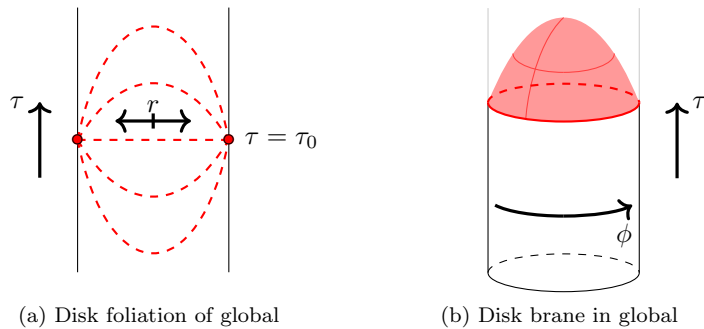 τ
r
τ = τ₀
(a) Disk foliation of global
τ
ϕ
(b) Disk brane in global